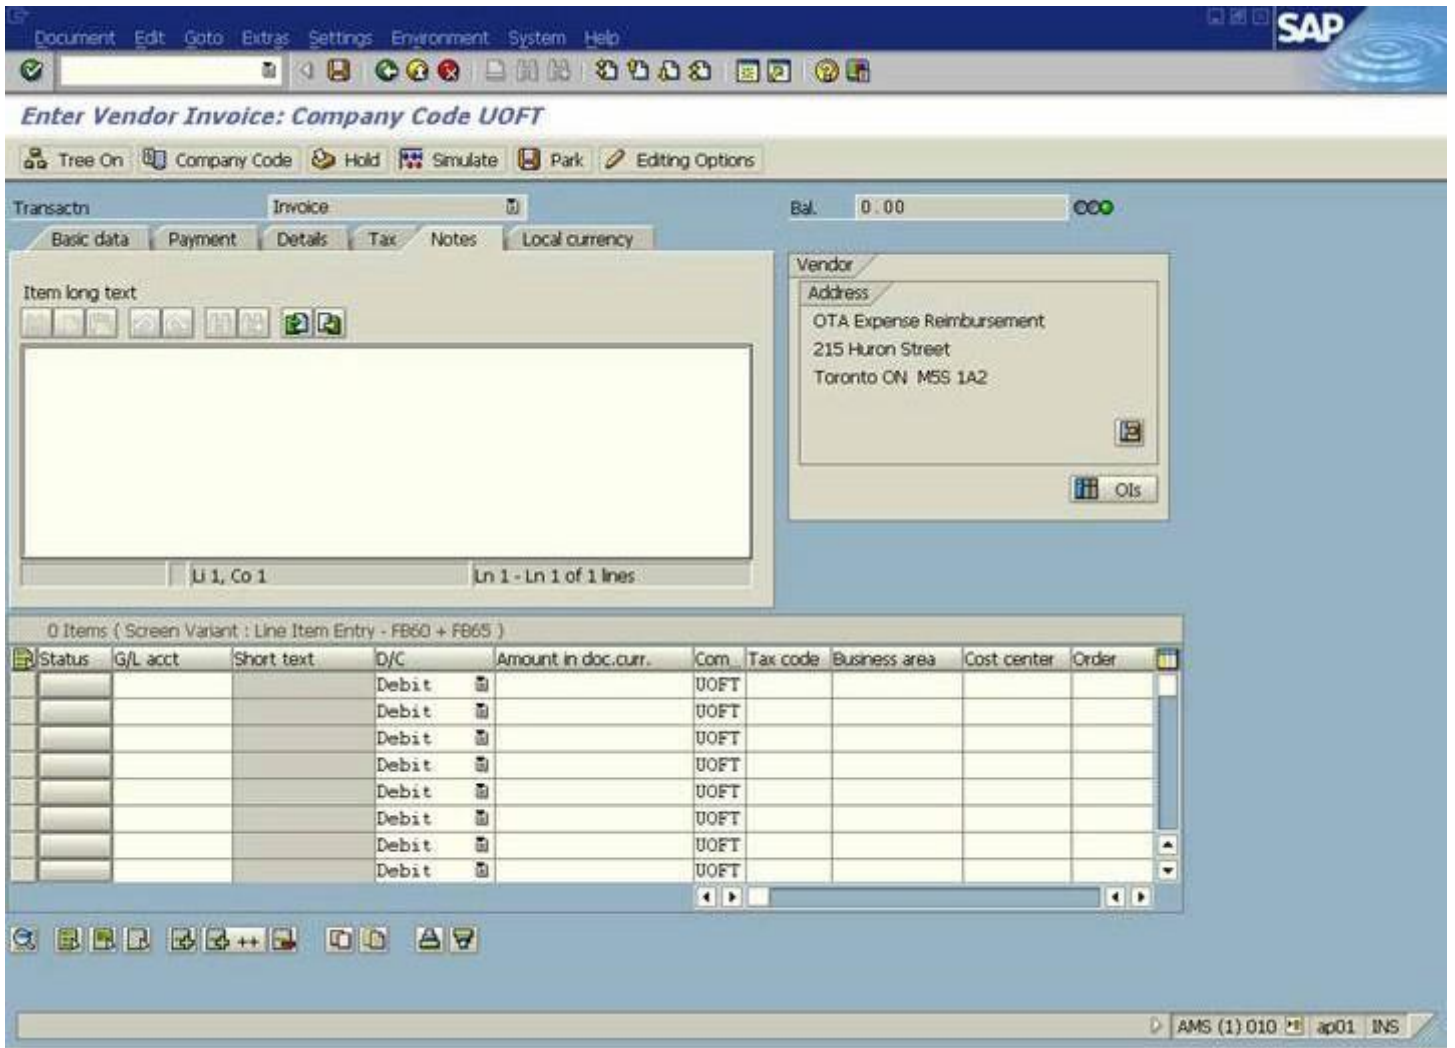 Document Edit Goto Extras Settings Environment System Help
SAP
Enter Vendor Invoice: Company Code UOFT
Tree On Company Code Hold Simulate Park Editing Options
Transactn Invoice Bal. 0.00
Basic data Payment Details Tax Notes Local currency
Vendor
Item long text
Address
OTA Expense Reimbursement
215 Huron Street
Toronto ON M5S 1A2
OIs
Li 1, Co 1 Ln 1 - Ln 1 of 1 lines
0 Items ( Screen Variant : Line Item Entry - FB60 + FB65 )
Status G/L acct Short text D/C Amount in doc.curr. Com_ Tax code Business area Cost center Order
Debit UOFT
Debit UOFT
Debit UOFT
Debit UOFT
Debit UOFT
Debit UOFT
Debit UOFT
Debit UOFT
++
AMS (1) 010 ap01 INS